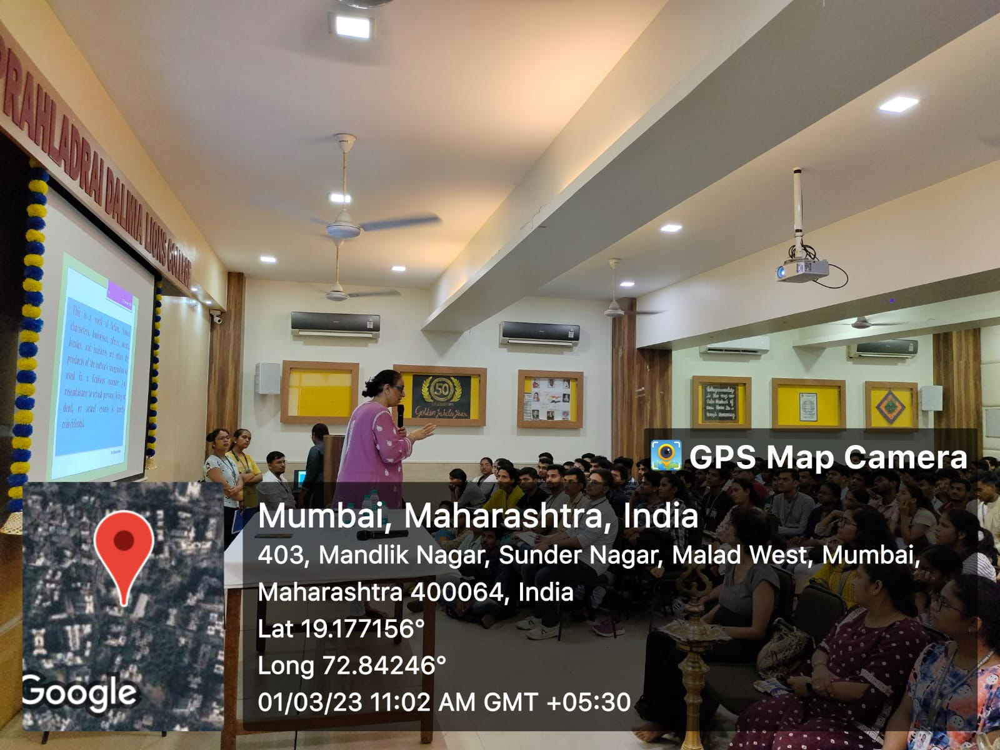 PRAHLADRAI DALMIA LIONS COLLEGE
This is a work of fiction. Names,
characters, businesses, places, events,
locales, and incidents are either the
products of the author's imagination or
used in a fictitious manner. Any
resemblance to actual persons, living or
dead, or actual events is purely
coincidental.
50
Golden Jubilee Year
Entrepreneurship
is the
GPS Map Camera
Mumbai, Maharashtra, India
403, Mandlik Nagar, Sunder Nagar, Malad West, Mumbai,
Maharashtra 400064, India
Lat 19.177156°
Long 72.84246°
01/03/23 11:02 AM GMT +05:30
Google